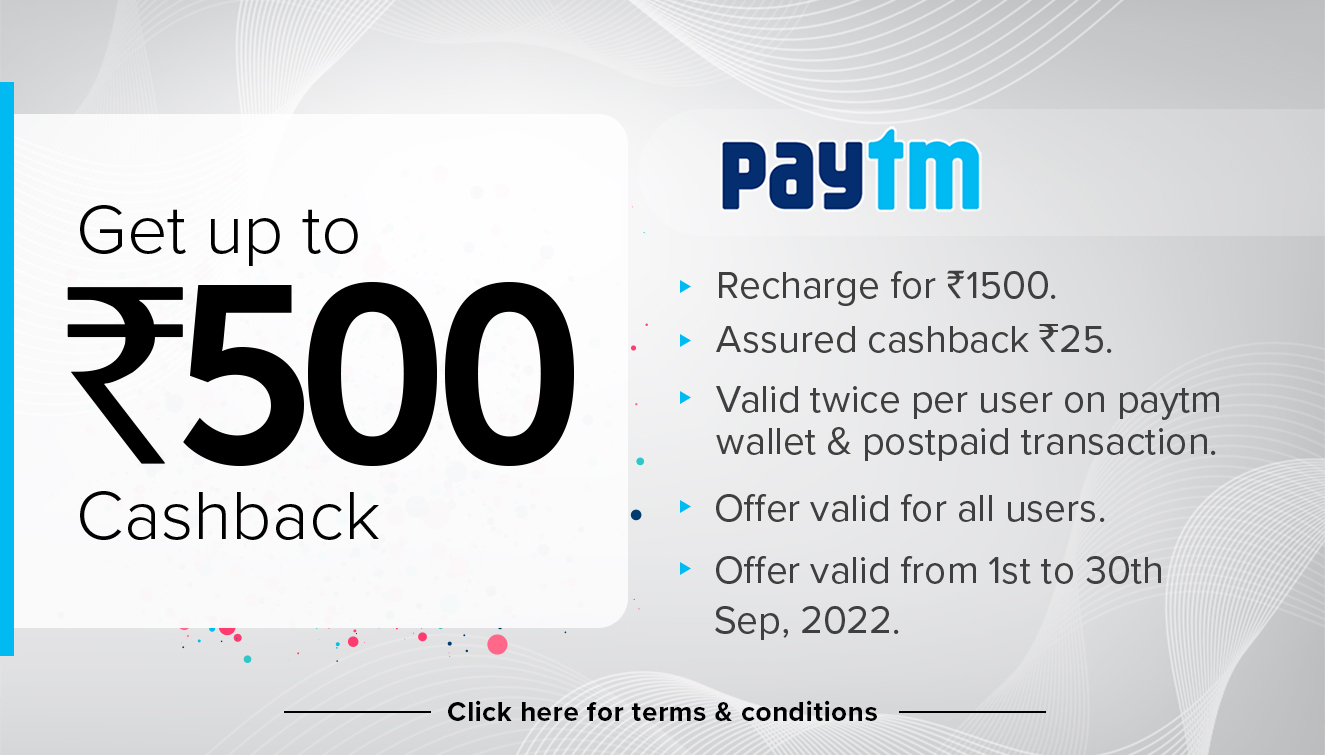 Get up to
₹500
Cashback
paytm
Recharge for ₹1500.
Assured cashback ₹25.
Valid twice per user on paytm
wallet & postpaid transaction.
Offer valid for all users.
Offer valid from 1st to 30th
Sep, 2022.
Click here for terms & conditions